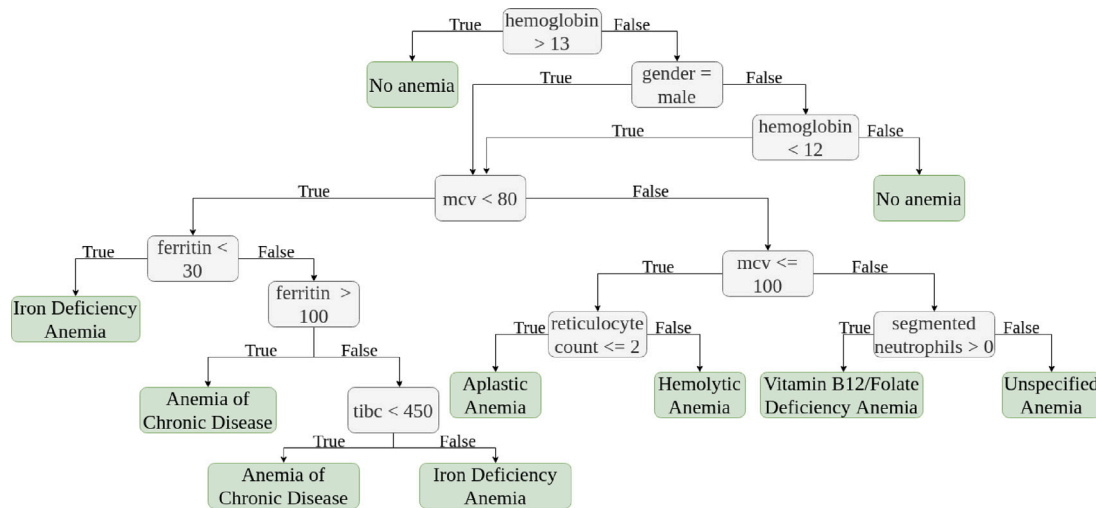 True
hemoglobin
> 13
False
No anemia
True
gender =
male
False
True
hemoglobin
< 12
False
No anemia
True
mcv < 80
False
True
ferritin <
30
False
Iron Deficiency
Anemia
ferritin >
100
True
False
Anemia of
Chronic Disease
tibc < 450
True
False
Anemia of
Chronic Disease
Iron Deficiency
Anemia
True
mcv <=
100
False
True
reticulocyte
count <= 2
False
Aplastic
Anemia
Hemolytic
Anemia
True
segmented
neutrophils > 0
False
Vitamin B12/Folate
Deficiency Anemia
Unspecified
Anemia